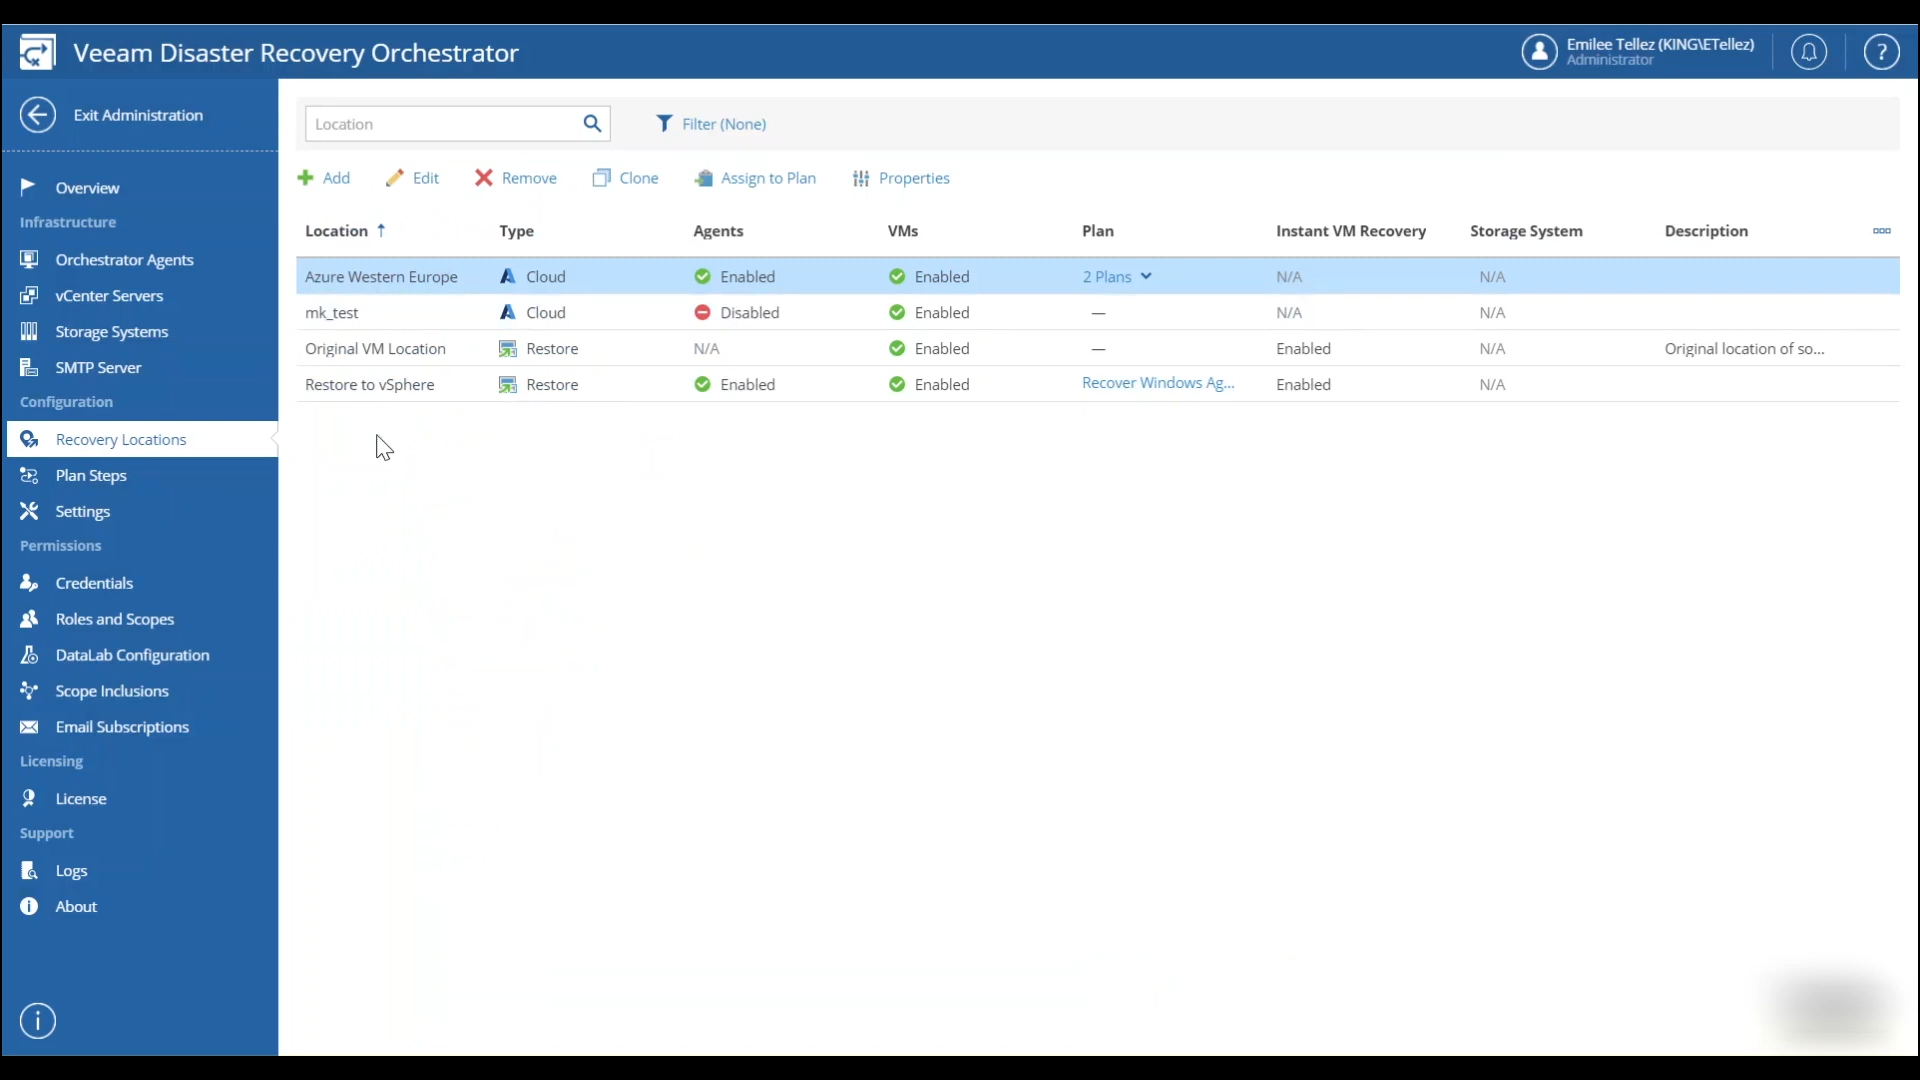 Veeam Disaster Recovery Orchestrator
Emilee Tellez (KING\ETellez)
Administrator
?
Exit Administration
Overview
Infrastructure
Orchestrator Agents
vCenter Servers
Storage Systems
SMTP Server
Configuration
Recovery Locations
Plan Steps
Settings
Permissions
Credentials
Roles and Scopes
DataLab Configuration
Scope Inclusions
Email Subscriptions
Licensing
License
Support
Logs
About
Location
Filter (None)
Add Edit Remove Clone Assign to Plan Properties
Location Type Agents VMs Plan Instant VM Recovery Storage System Description
Azure Western Europe Cloud Enabled Enabled 2 Plans N/A N/A
mk_test Cloud Disabled Enabled — N/A N/A
Original VM Location Restore N/A Enabled — Enabled N/A Original location of so...
Restore to vSphere Restore Enabled Enabled Recover Windows Ag... Enabled N/A